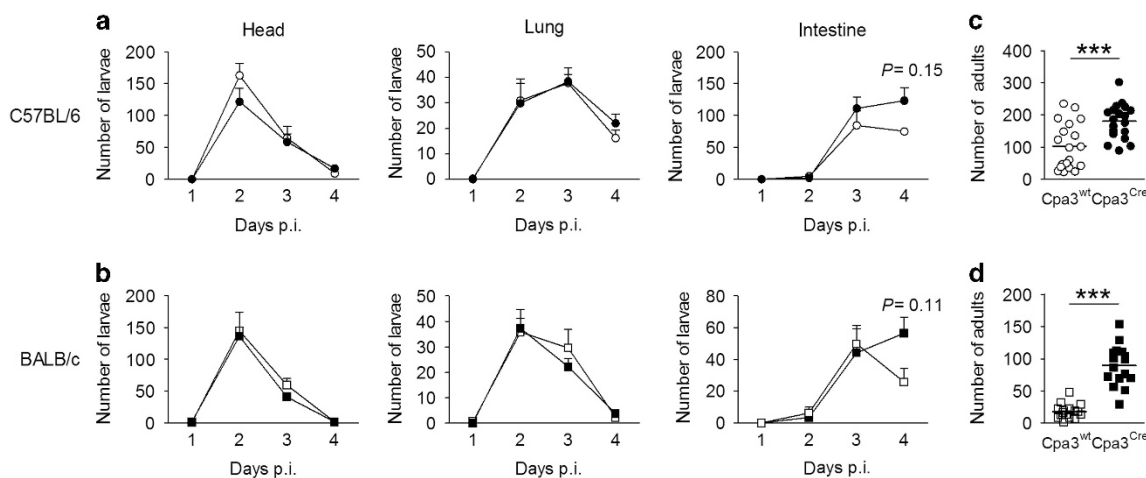 a
Head
Lung
Intestine
c
C57BL/6
Number of larvae
200
150
100
50
0
1 2 3 4
Days p.i.
Number of larvae
50
40
30
20
10
0
1 2 3 4
Days p.i.
Number of larvae
200
150
100
50
0
P= 0.15
1 2 3 4
Days p.i.
Number of adults
400
300
200
100
0
***
Cpa3wt Cpa3Cre
b
d
BALB/c
Number of larvae
200
150
100
50
0
1 2 3 4
Days p.i.
Number of larvae
50
40
30
20
10
0
1 2 3 4
Days p.i.
Number of larvae
80
60
40
20
0
P= 0.11
1 2 3 4
Days p.i.
Number of adults
200
150
100
50
0
***
Cpa3wt Cpa3Cre